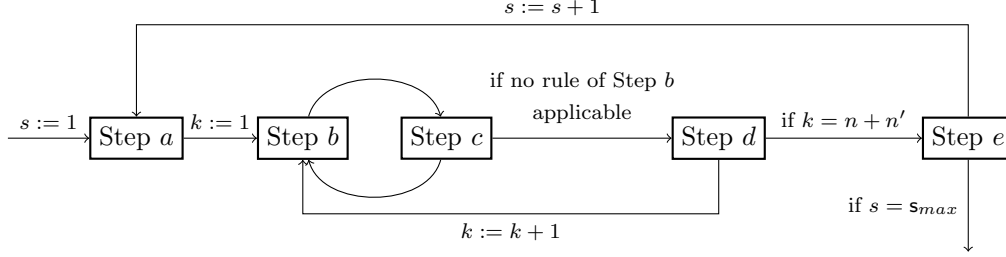 s := s + 1
if no rule of Step b
applicable
s := 1
Step a
k := 1
Step b
Step c
Step d
if k = n + n′
Step e
if s = s_max
k := k + 1